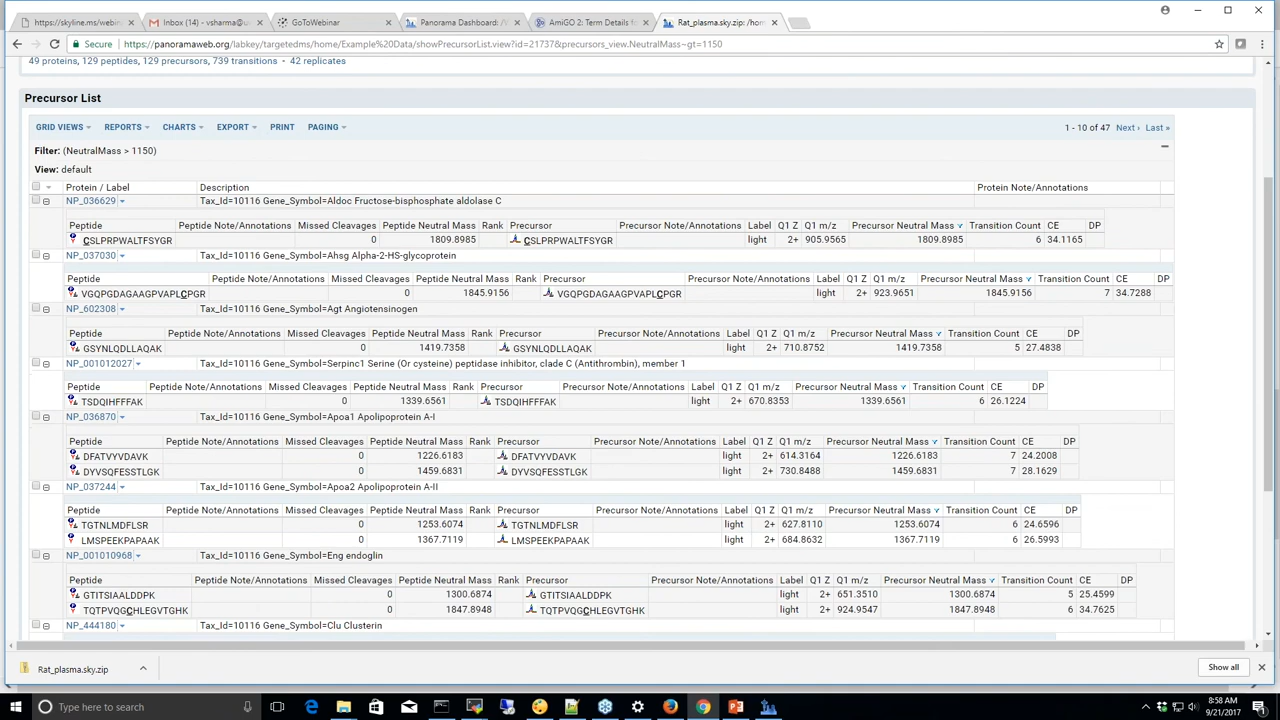 https://skyline.ms/webin
Inbox (14) - vsharma@uw.
GoToWebinar
Panorama Dashboard: /V
AmiGO 2: Term Details fo
Rat_plasma.sky.zip: /hom
Secure https://panoramaweb.org/labkey/targetedms/home/Example%20Data/showPrecursorList.view?id=21737&precursors_view.NeutralMass~gt=1150
49 proteins, 129 peptides, 129 precursors, 739 transitions - 42 replicates
Precursor List
GRID VIEWS REPORTS CHARTS EXPORT PRINT PAGING 1 - 10 of 47 Next › Last »
Filter: (NeutralMass > 1150)
View: default
Protein / Label Description Protein Note/Annotations
NP_036629 Tax_Id=10116 Gene_Symbol=Aldoc Fructose-bisphosphate aldolase C
Peptide Peptide Note/Annotations Missed Cleavages Peptide Neutral Mass Rank Precursor Precursor Note/Annotations Label Q1 Z Q1 m/z Precursor Neutral Mass Transition Count CE DP
CSLPRPWALTFSYGR 0 1809.8985 CSLPRPWALTFSYGR light 2+ 905.9565 1809.8985 6 34.1165
NP_037030 Tax_Id=10116 Gene_Symbol=Ahsg Alpha-2-HS-glycoprotein
Peptide Peptide Note/Annotations Missed Cleavages Peptide Neutral Mass Rank Precursor Precursor Note/Annotations Label Q1 Z Q1 m/z Precursor Neutral Mass Transition Count CE DP
VGQPGDAGAAGPVAPLCPGR 0 1845.9156 VGQPGDAGAAGPVAPLCPGR light 2+ 923.9651 1845.9156 7 34.7288
NP_602308 Tax_Id=10116 Gene_Symbol=Agt Angiotensinogen
Peptide Peptide Note/Annotations Missed Cleavages Peptide Neutral Mass Rank Precursor Precursor Note/Annotations Label Q1 Z Q1 m/z Precursor Neutral Mass Transition Count CE DP
GSYNLQDLLAQAK 0 1419.7358 GSYNLQDLLAQAK light 2+ 710.8752 1419.7358 5 27.4838
NP_001012027 Tax_Id=10116 Gene_Symbol=Serpinc1 Serine (Or cysteine) peptidase inhibitor, clade C (Antithrombin), member 1
Peptide Peptide Note/Annotations Missed Cleavages Peptide Neutral Mass Rank Precursor Precursor Note/Annotations Label Q1 Z Q1 m/z Precursor Neutral Mass Transition Count CE DP
TSDQIHFFFAK 0 1339.6561 TSDQIHFFFAK light 2+ 670.8353 1339.6561 6 26.1224
NP_036870 Tax_Id=10116 Gene_Symbol=Apoa1 Apolipoprotein A-I
Peptide Peptide Note/Annotations Missed Cleavages Peptide Neutral Mass Rank Precursor Precursor Note/Annotations Label Q1 Z Q1 m/z Precursor Neutral Mass Transition Count CE DP
DFATVYVDAVK 0 1226.6183 DFATVYVDAVK light 2+ 614.3164 1226.6183 7 24.2008
DYVSQFESSTLGK 0 1459.6831 DYVSQFESSTLGK light 2+ 730.8488 1459.6831 7 28.1629
NP_037244 Tax_Id=10116 Gene_Symbol=Apoa2 Apolipoprotein A-II
Peptide Peptide Note/Annotations Missed Cleavages Peptide Neutral Mass Rank Precursor Precursor Note/Annotations Label Q1 Z Q1 m/z Precursor Neutral Mass Transition Count CE DP
TGTNLMDFLSR 0 1253.6074 TGTNLMDFLSR light 2+ 627.8110 1253.6074 6 24.6596
LMSPEEKPAPAAK 0 1367.7119 LMSPEEKPAPAAK light 2+ 684.8632 1367.7119 6 26.5993
NP_001010968 Tax_Id=10116 Gene_Symbol=Eng endoglin
Peptide Peptide Note/Annotations Missed Cleavages Peptide Neutral Mass Rank Precursor Precursor Note/Annotations Label Q1 Z Q1 m/z Precursor Neutral Mass Transition Count CE DP
GTITSIAALDDPK 0 1300.6874 GTITSIAALDDPK light 2+ 651.3510 1300.6874 5 25.4599
TQTPVQGCHLEGVTGHK 0 1847.8948 TQTPVQGCHLEGVTGHK light 2+ 924.9547 1847.8948 6 34.7625
NP_444180 Tax_Id=10116 Gene_Symbol=Clu Clusterin
Rat_plasma.sky.zip Show all
Type here to search 8:58 AM
9/21/2017